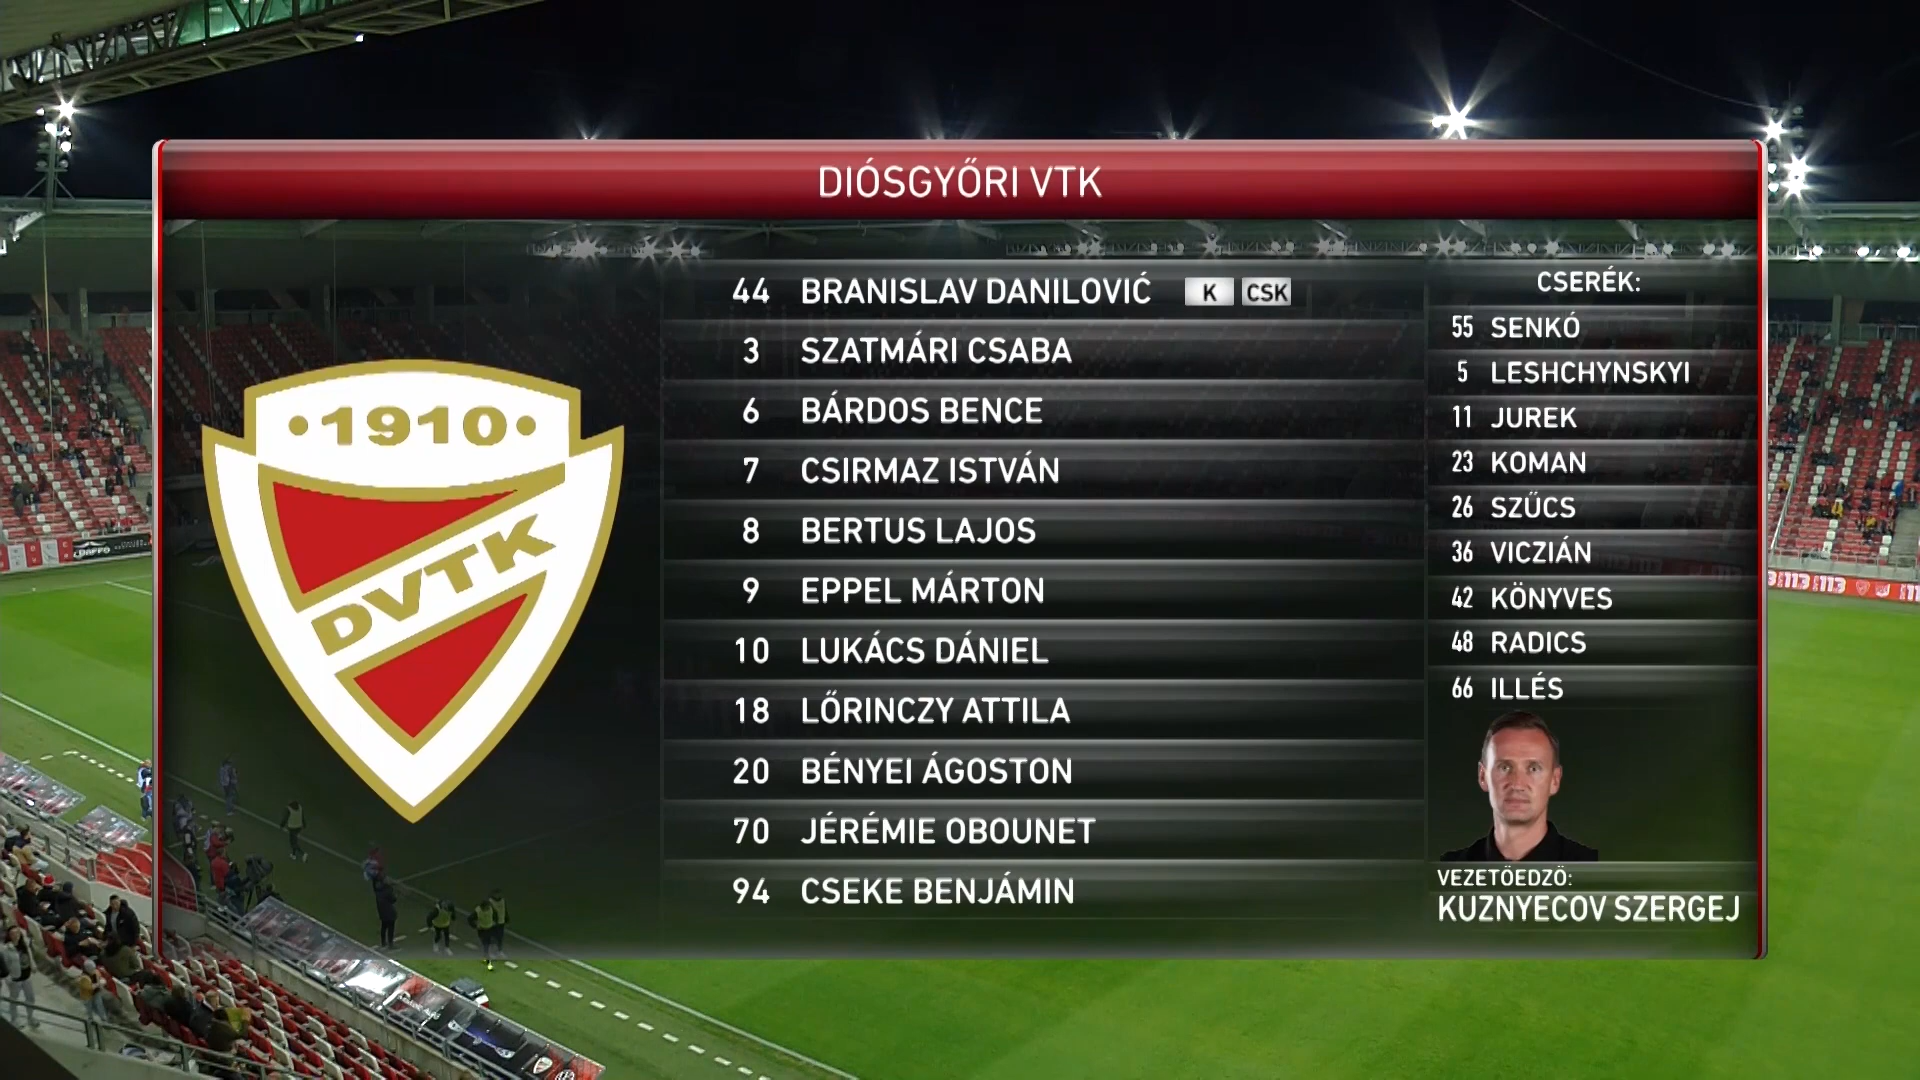 DIÓSGYŐRI VTK
•1910•
DVTK
44 BRANISLAV DANILOVIĆ K CSK
3 SZATMÁRI CSABA
6 BÁRDOS BENCE
7 CSIRMAZ ISTVÁN
8 BERTUS LAJOS
9 EPPEL MÁRTON
10 LUKÁCS DÁNIEL
18 LŐRINCZY ATTILA
20 BÉNYEI ÁGOSTON
70 JÉRÉMIE OBOUNET
94 CSEKE BENJÁMIN
CSERÉK:
55 SENKÓ
5 LESHCHYNSKYI
11 JUREK
23 KOMAN
26 SZŰCS
36 VICZIÁN
42 KÖNYVES
48 RADICS
66 ILLÉS
VEZETŐEDZŐ:
KUZNYECOV SZERGEJ
113 113